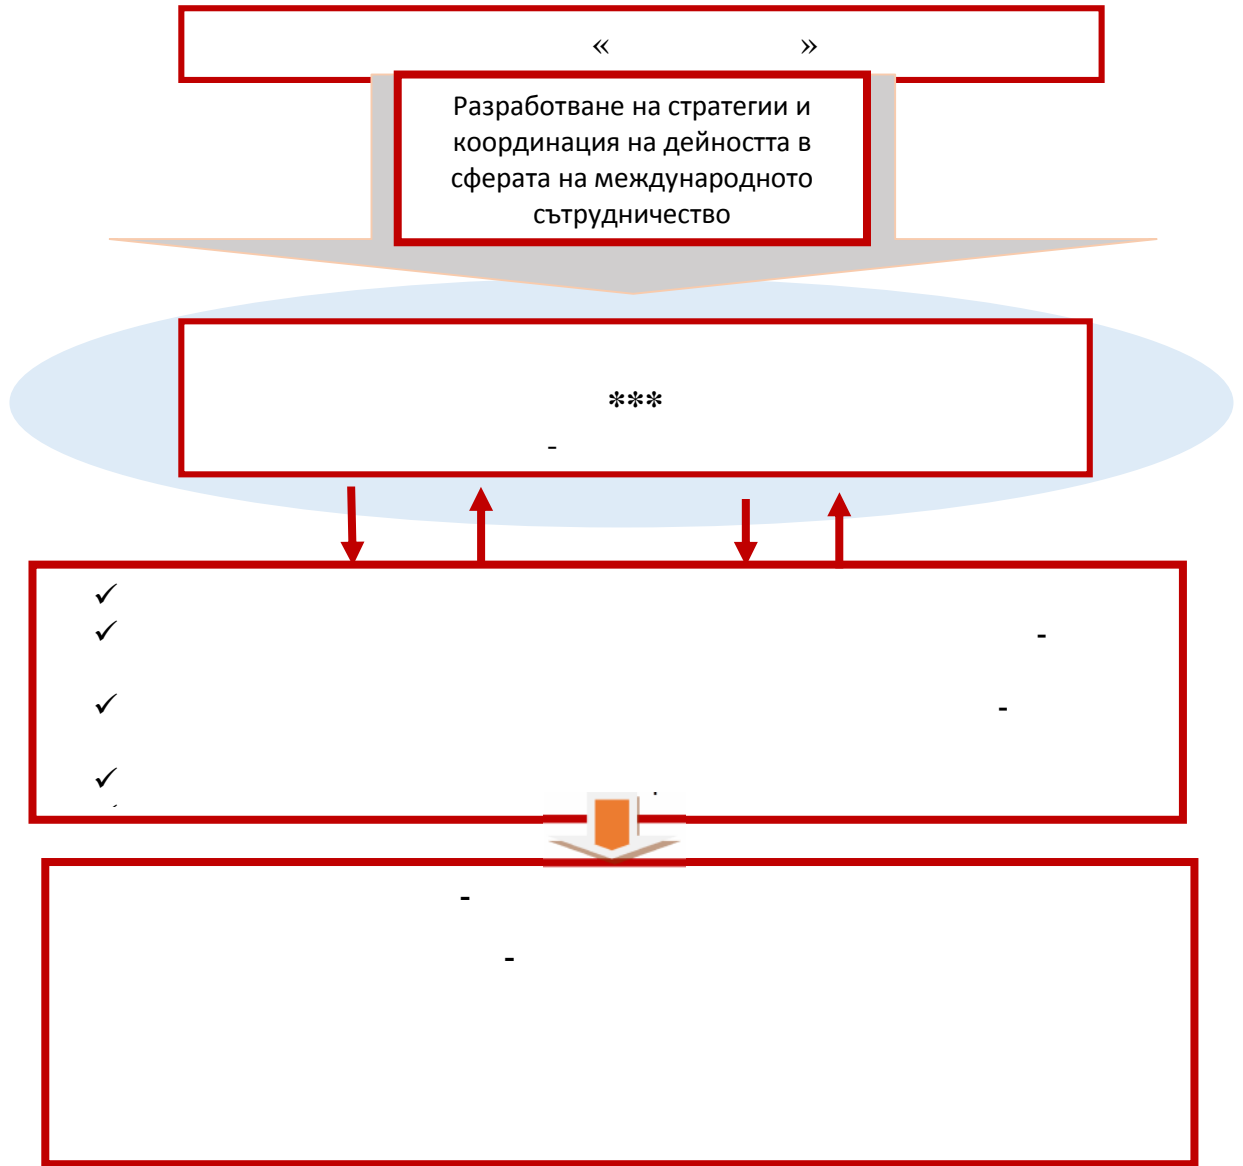 « »
Разработване на стратегии и
координация на дейността в
сферата на международното
сътрудничество
***
-
✓
✓ -
✓ -
✓
.
-
-